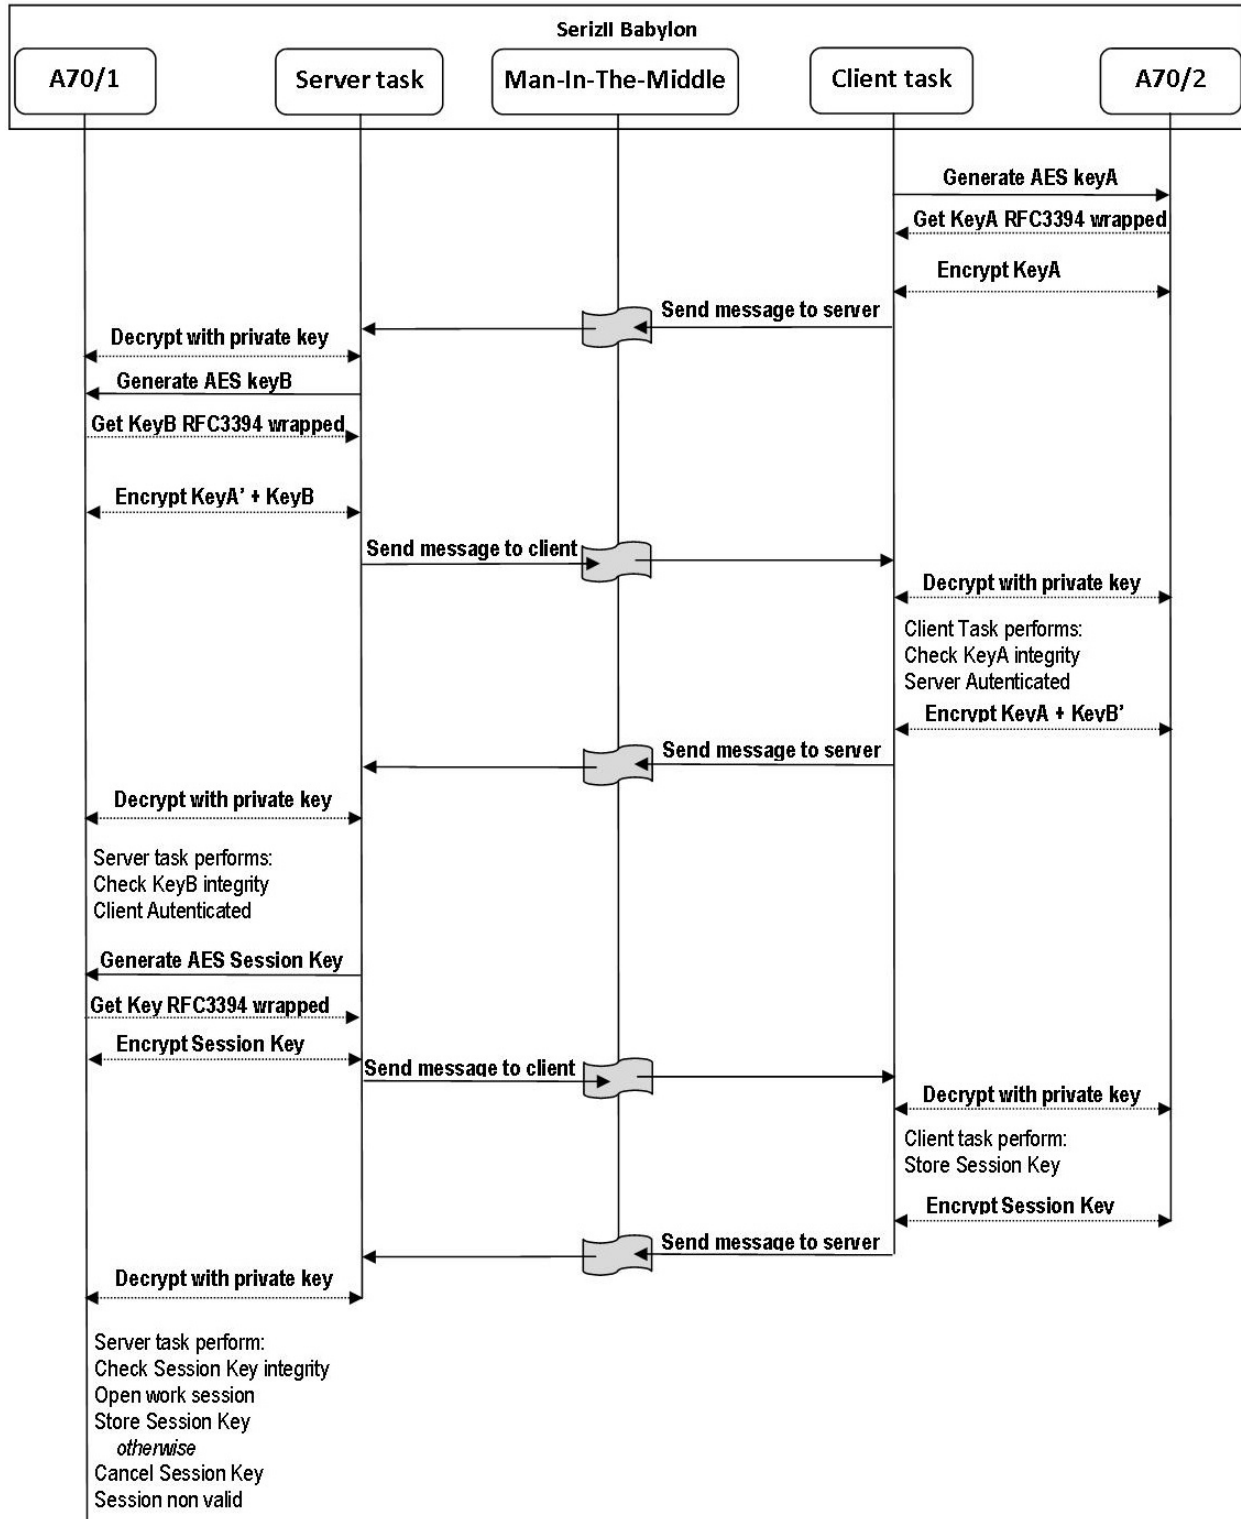 SerizII Babylon
A70/1
Server task
Man-In-The-Middle
Client task
A70/2
Generate AES keyA
Get KeyA RFC3394 wrapped
Encrypt KeyA
Send message to server
Decrypt with private key
Generate AES keyB
Get KeyB RFC3394 wrapped
Encrypt KeyA’ + KeyB
Send message to client
Decrypt with private key
Client Task performs:
Check KeyA integrity
Server Autenticated
Encrypt KeyA + KeyB’
Send message to server
Decrypt with private key
Server task performs:
Check KeyB integrity
Client Autenticated
Generate AES Session Key
Get Key RFC3394 wrapped
Encrypt Session Key
Send message to client
Decrypt with private key
Client task perform:
Store Session Key
Encrypt Session Key
Send message to server
Decrypt with private key
Server task perform:
Check Session Key integrity
Open work session
Store Session Key
otherwise
Cancel Session Key
Session non valid